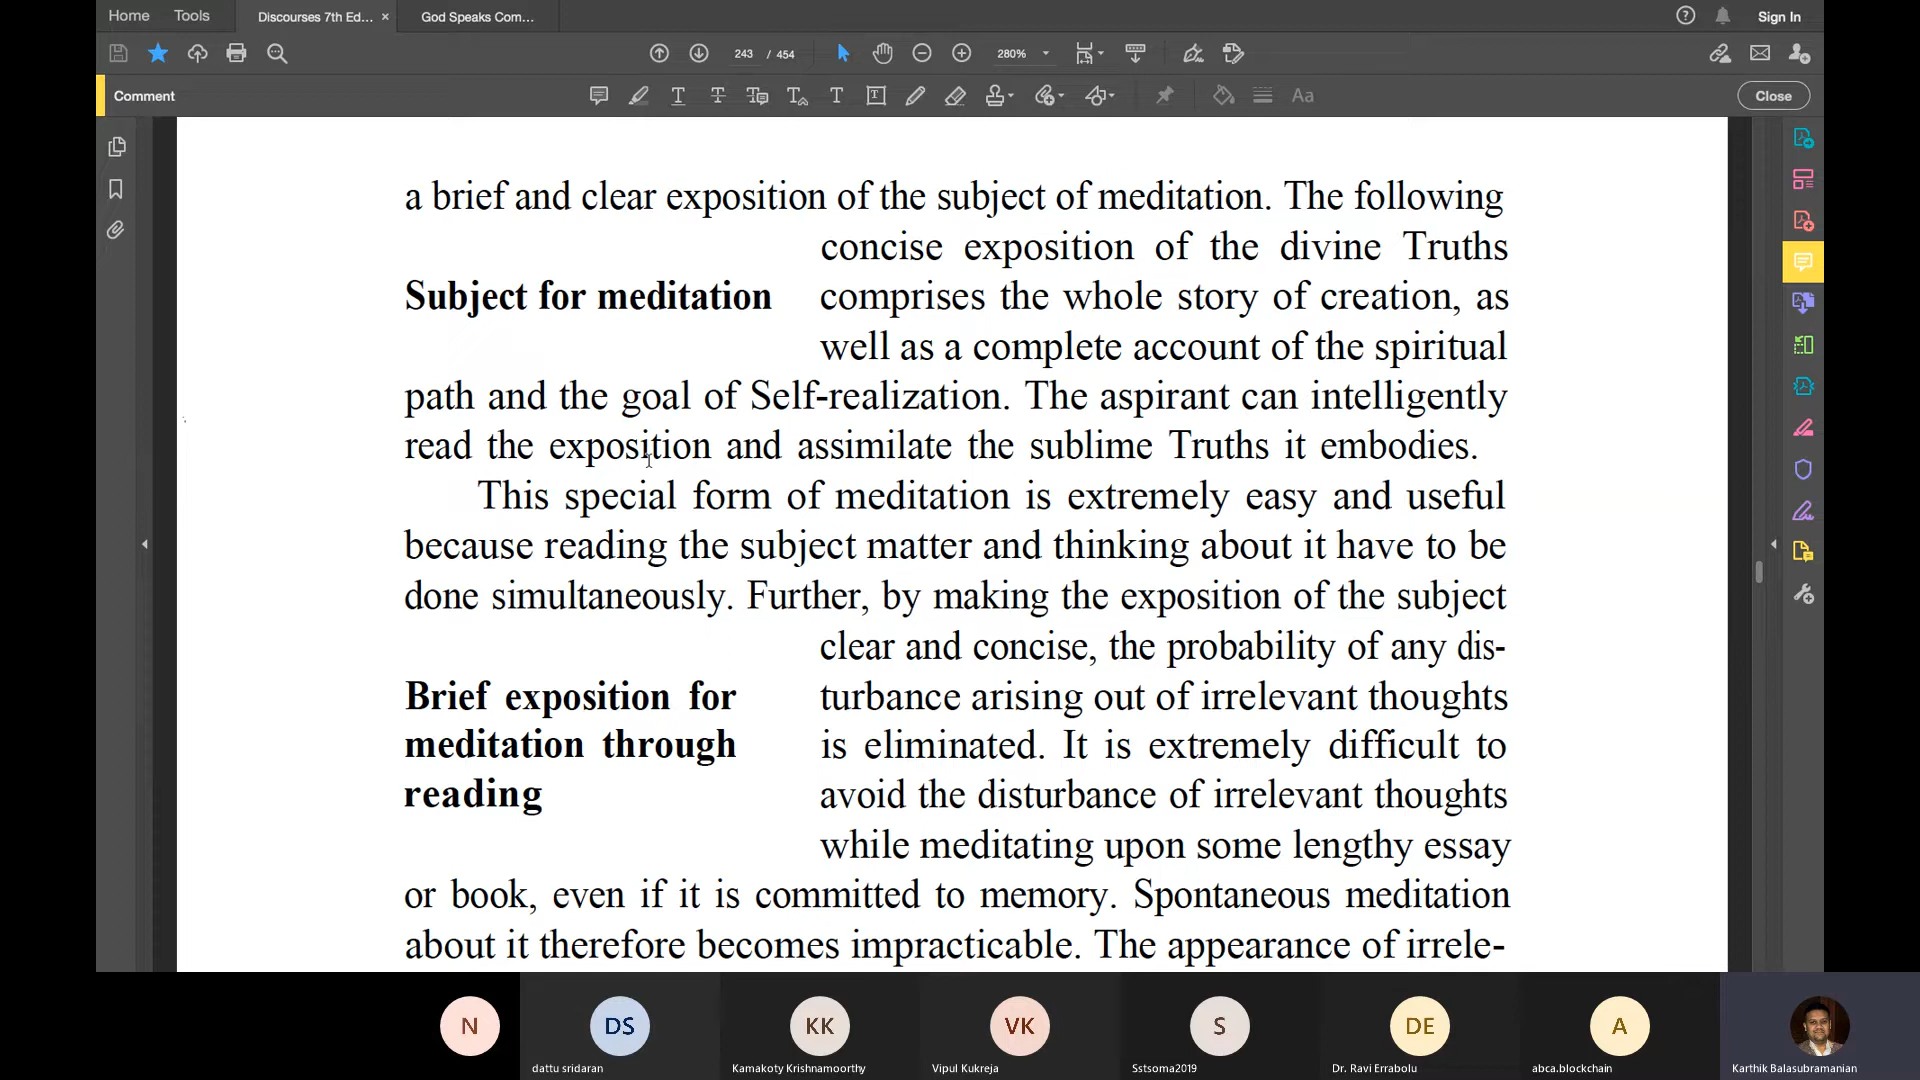 Home
Tools
Discourses 7th Ed...
×
God Speaks Com...
Sign In
243 / 454
280%
Comment
Aa
Close
a brief and clear exposition of the subject of meditation. The following
concise exposition of the divine Truths
Subject for meditation
comprises the whole story of creation, as
well as a complete account of the spiritual
path and the goal of Self-realization. The aspirant can intelligently
read the exposition and assimilate the sublime Truths it embodies.
This special form of meditation is extremely easy and useful
because reading the subject matter and thinking about it have to be
done simultaneously. Further, by making the exposition of the subject
clear and concise, the probability of any dis-
Brief exposition for
meditation through
reading
turbance arising out of irrelevant thoughts
is eliminated. It is extremely difficult to
avoid the disturbance of irrelevant thoughts
while meditating upon some lengthy essay
or book, even if it is committed to memory. Spontaneous meditation
about it therefore becomes impracticable. The appearance of irrele-
N
DS
dattu sridaran
KK
Kamakoty Krishnamoorthy
VK
Vipul Kukreja
S
Sstsoma2019
DE
Dr. Ravi Errabolu
A
abca.blockchain
Karthik Balasubramanian